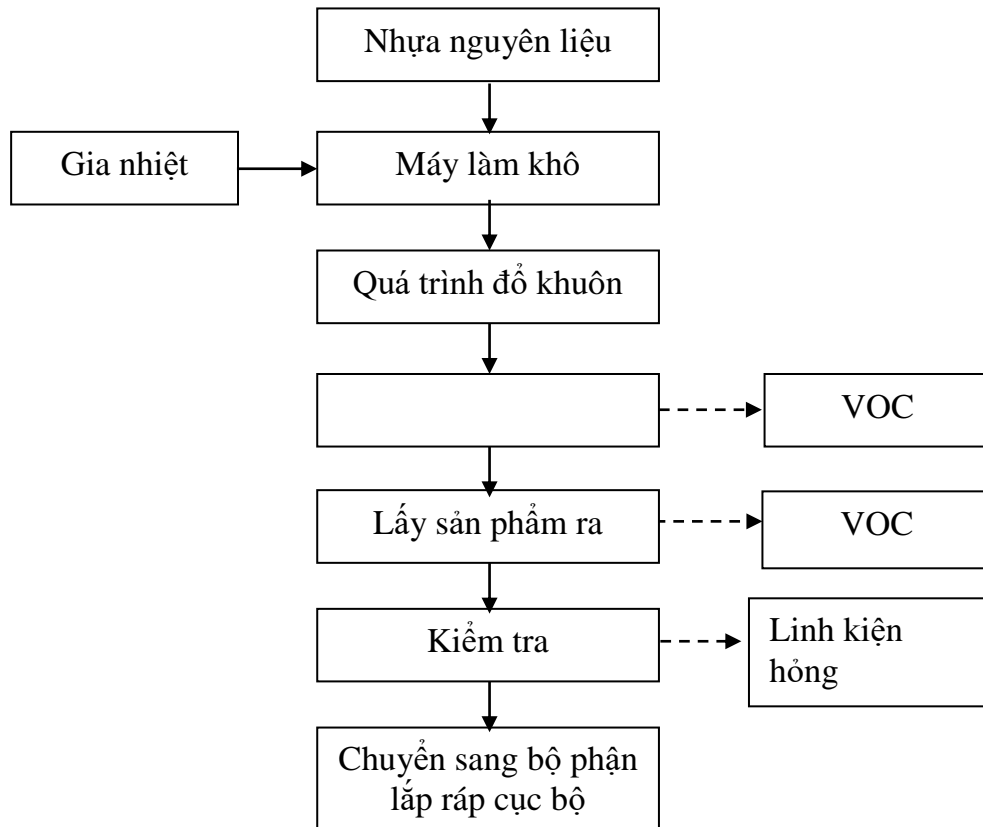 Nhựa nguyên liệu
Gia nhiệt
Máy làm khô
Quá trình đổ khuôn
VOC
Lấy sản phẩm ra
VOC
Kiểm tra
Linh kiện
hỏng
Chuyển sang bộ phận
lắp ráp cục bộ